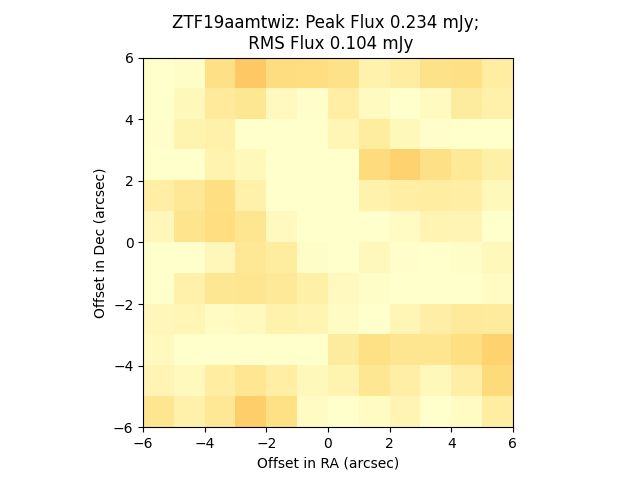 ZTF19aamtwiz: Peak Flux 0.234 mJy;
RMS Flux 0.104 mJy
6
4
2
0
−2
−4
−6
Offset in Dec (arcsec)
−6 −4 −2 0 2 4 6
Offset in RA (arcsec)